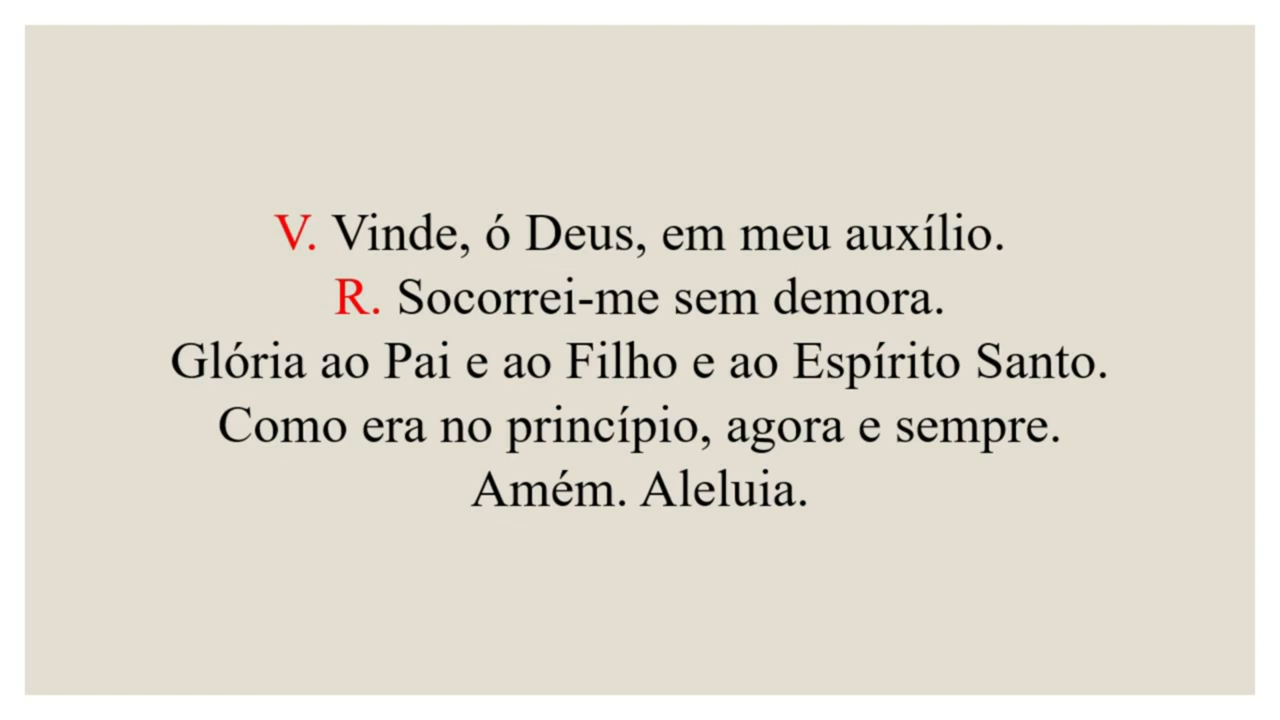 V. Vinde, ó Deus, em meu auxílio.
R. Socorrei-me sem demora.
Glória ao Pai e ao Filho e ao Espírito Santo.
Como era no princípio, agora e sempre.
Amém. Aleluia.